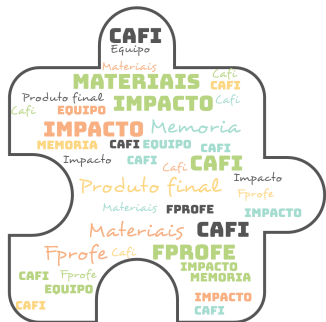 CAFI
Equipo
Materiais
Cafi
MATERIAIS CAFI
Produto final IMPACTO Cafi
Cafi EQUIPO
IMPACTO Memoria
MEMORIA CAFI EQUIPO CAFI
Impacto CAFI Cafi CAFI
Produto final Impacto
Cafi Profe
Materiais FPROFE IMPACTO
Materiais CAFI
Fprofe Cafi FPROFE
CAFI Fprofe IMPACTO
MEMORIA
EQUIPO
IMPACTO
CAFI CAFI